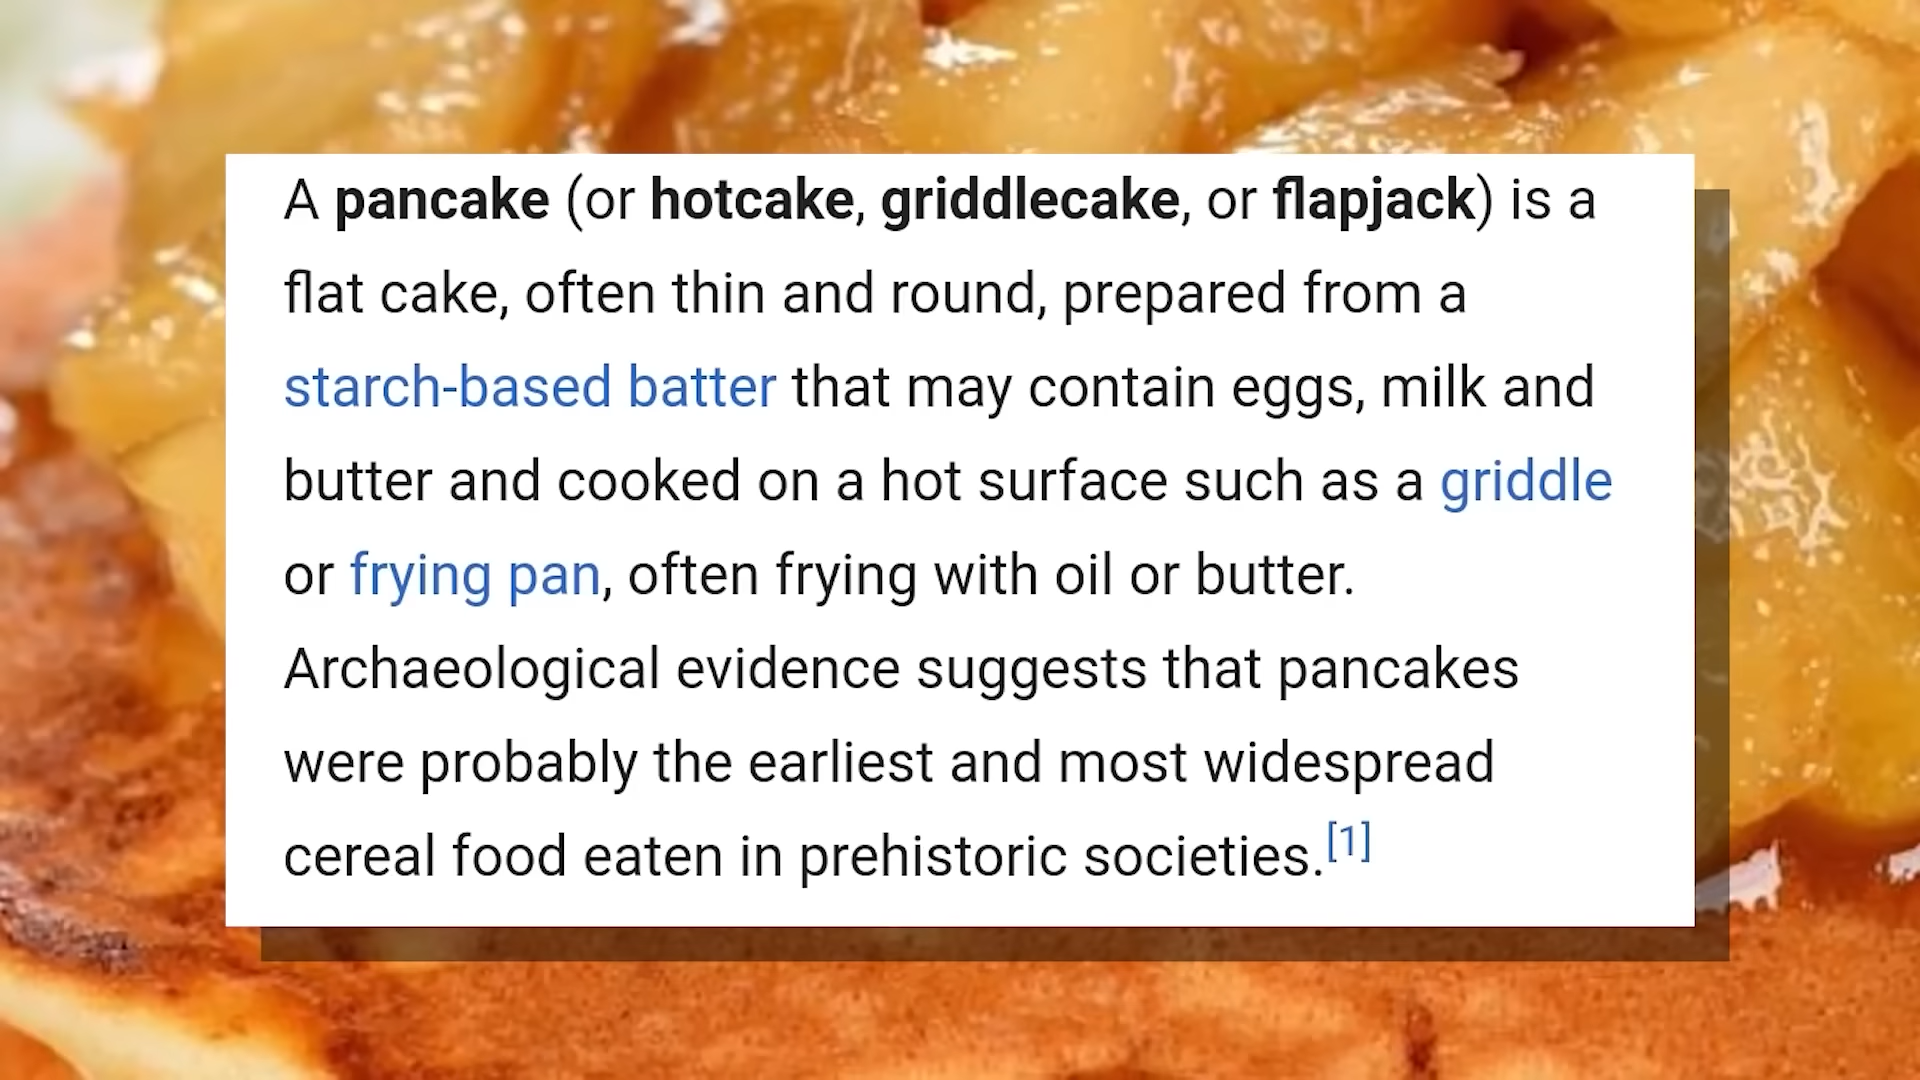 A pancake (or hotcake, griddlecake, or flapjack) is a
flat cake, often thin and round, prepared from a
starch-based batter that may contain eggs, milk and
butter and cooked on a hot surface such as a griddle
or frying pan, often frying with oil or butter.
Archaeological evidence suggests that pancakes
were probably the earliest and most widespread
cereal food eaten in prehistoric societies.[1]